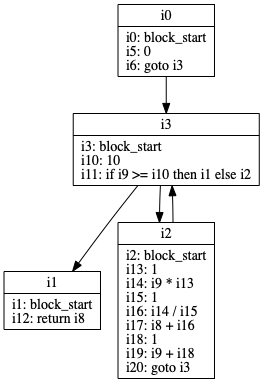 i0
i0: block_start
i5: 0
i6: goto i3
i3
i3: block_start
i10: 10
i11: if i9 >= i10 then i1 else i2
i2
i2: block_start
i13: 1
i14: i9 * i13
i15: 1
i16: i14 / i15
i17: i8 + i16
i18: 1
i19: i9 + i18
i20: goto i3
i1
i1: block_start
i12: return i8